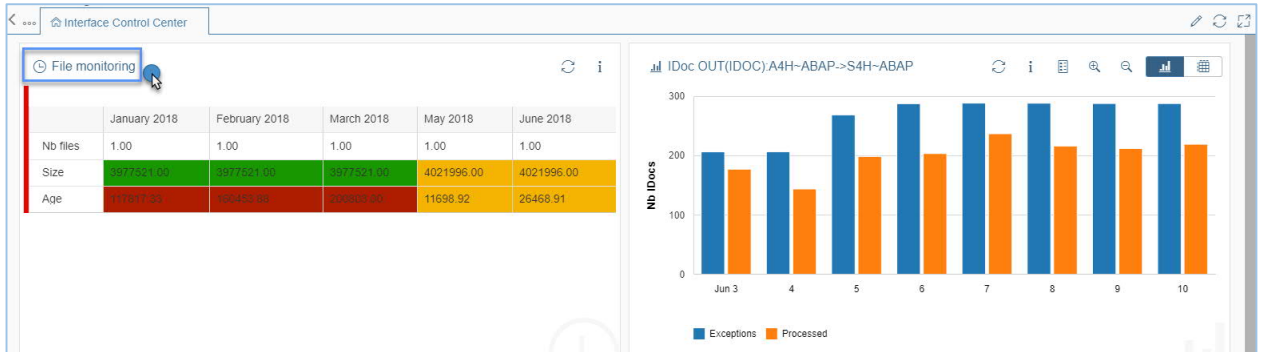 Interface Control Center
File monitoring
January 2018 February 2018 March 2018 May 2018 June 2018
Nb files 1.00 1.00 1.00 1.00 1.00
Size 3977521.00 3977521.00 3977521.00 4021996.00 4021996.00
Age 11698.92 26468.91
IDoc OUT(IDOC):A4H~ABAP->S4H~ABAP
300
200
100
0
Nb IDocs
Jun 3 4 5 6 7 8 9 10
Exceptions Processed